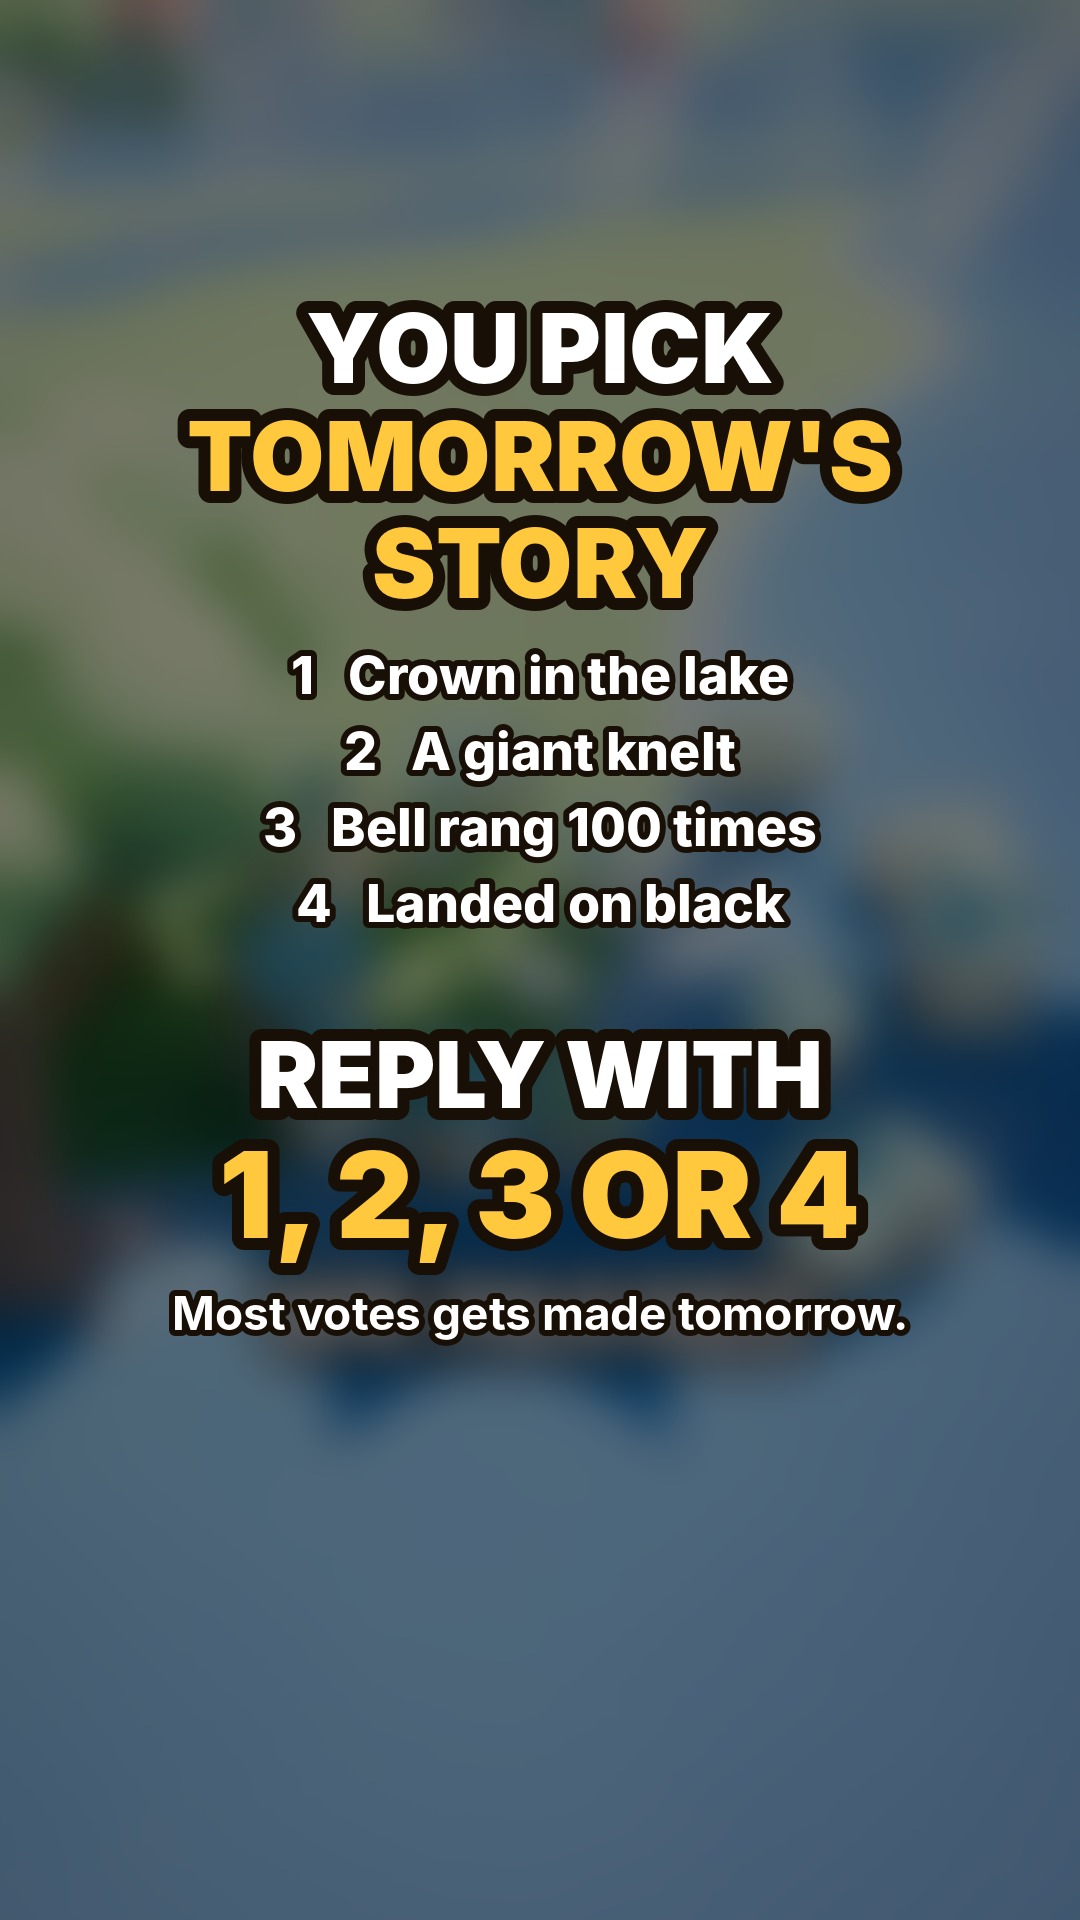 YOU PICK
TOMORROW'S
STORY
1 Crown in the lake
2 A giant knelt
3 Bell rang 100 times
4 Landed on black
REPLY WITH
1, 2, 3 OR 4
Most votes gets made tomorrow.